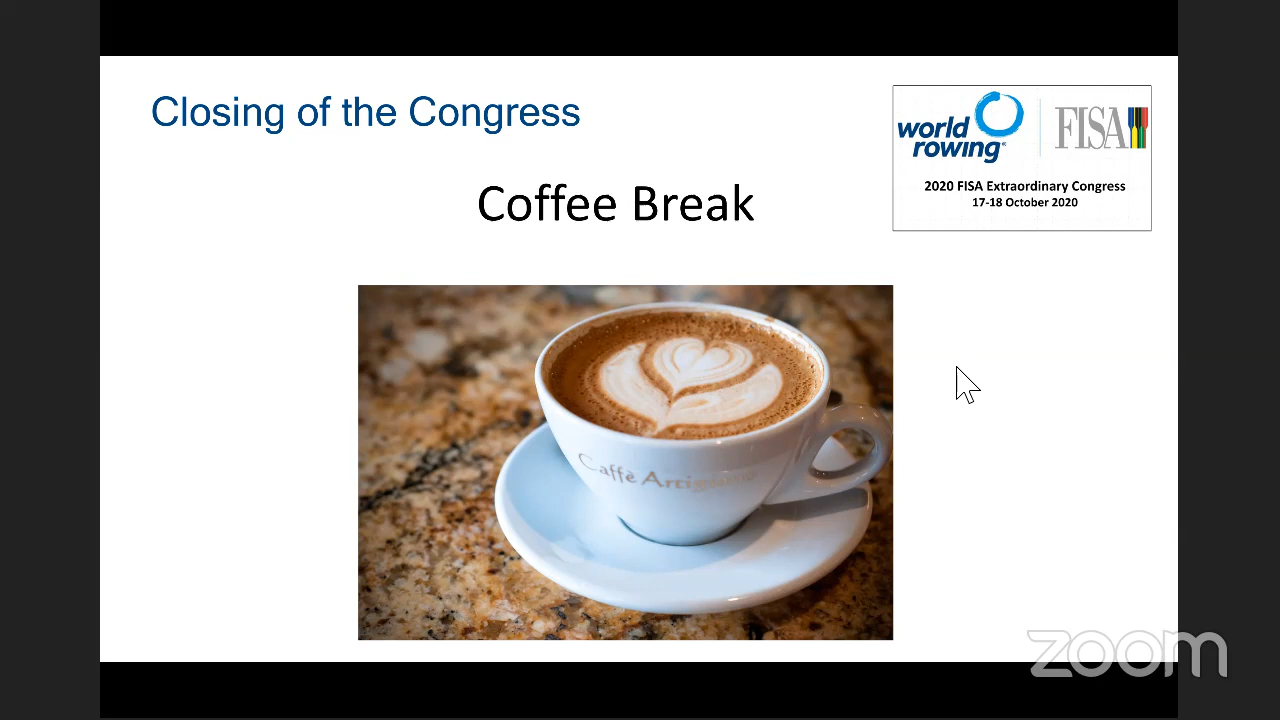 Closing of the Congress
world
rowing
FISA
2020 FISA Extraordinary Congress
17-18 October 2020
Coffee Break
Caffè
zoom